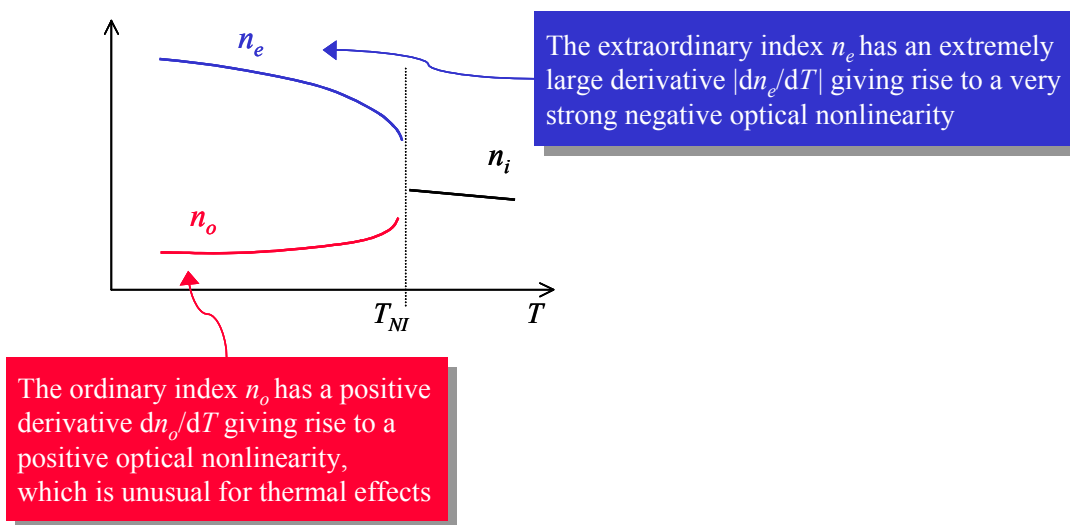 nₑ
The extraordinary index nₑ has an extremely
large derivative |dnₑ/dT| giving rise to a very
strong negative optical nonlinearity
nᵢ
nₒ
T_NI
T
The ordinary index nₒ has a positive
derivative dnₒ/dT giving rise to a
positive optical nonlinearity,
which is unusual for thermal effects